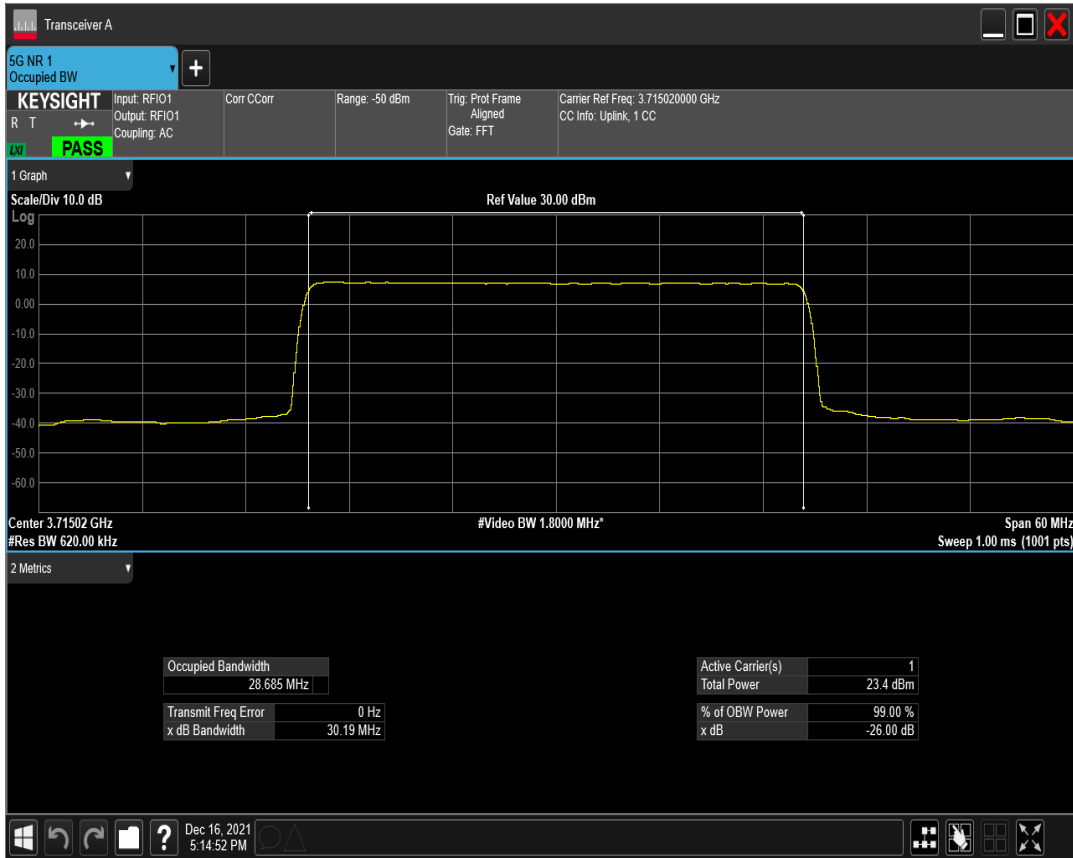 Transceiver A
5G NR 1
Occupied BW
KEYSIGHT
R T
LXI
PASS
Input: RFIO1
Output: RFIO1
Coupling: AC
Corr CCorr
Range: -50 dBm
Trig: Prot Frame
Aligned
Gate: FFT
Carrier Ref Freq: 3.715020000 GHz
CC Info: Uplink, 1 CC
1 Graph
Scale/Div 10.0 dB
Ref Value 30.00 dBm
Log
20.0
10.0
0.00
-10.0
-20.0
-30.0
-40.0
-50.0
-60.0
Center 3.71502 GHz
#Video BW 1.8000 MHz*
Span 60 MHz
#Res BW 620.00 kHz
Sweep 1.00 ms (1001 pts)
2 Metrics
Occupied Bandwidth
28.685 MHz
Transmit Freq Error 0 Hz
x dB Bandwidth 30.19 MHz
Active Carrier(s) 1
Total Power 23.4 dBm
% of OBW Power 99.00 %
x dB -26.00 dB
?
Dec 16, 2021
5:14:52 PM